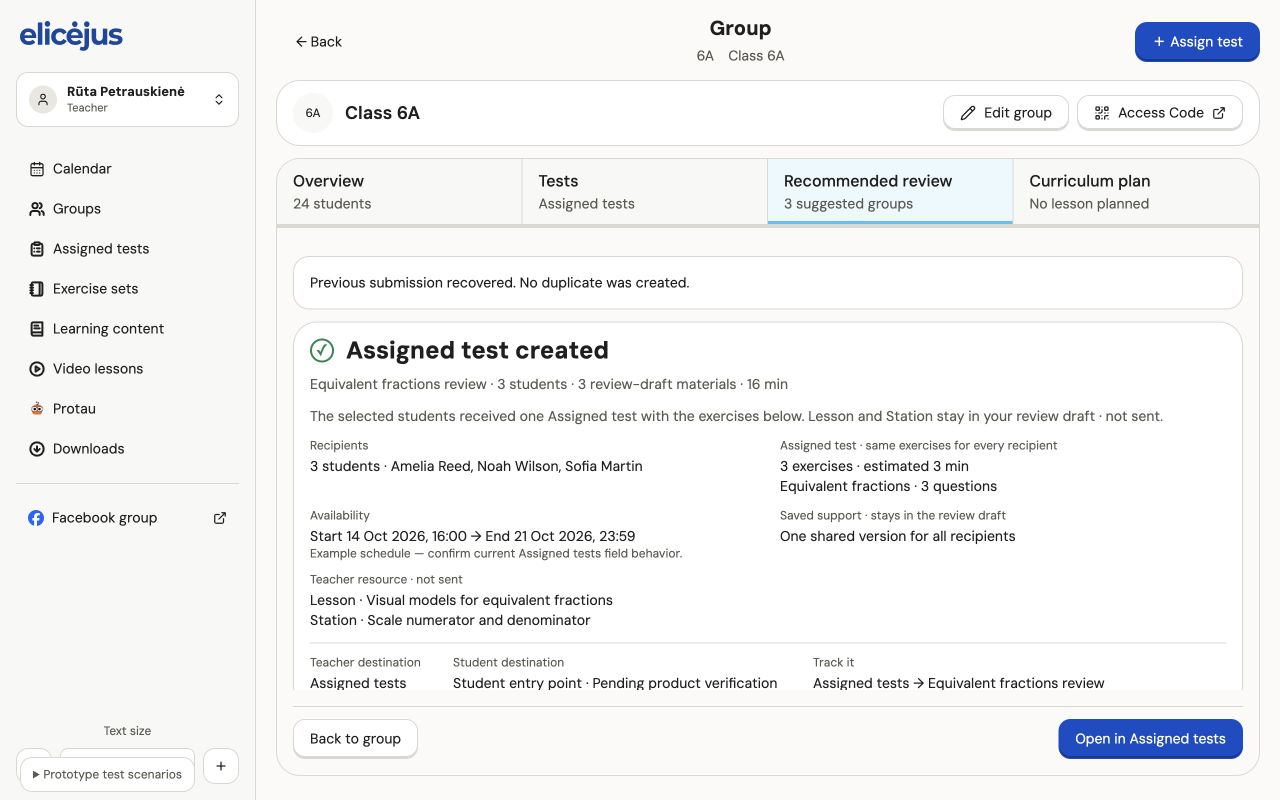 elicėjus
Rūta Petrauskienė
Teacher
Calendar
Groups
Assigned tests
Exercise sets
Learning content
Video lessons
Protau
Downloads
Facebook group
Text size
Prototype test scenarios
+
← Back
Group
6A Class 6A
+ Assign test
6A
Class 6A
Edit group
Access Code
Overview
24 students
Tests
Assigned tests
Recommended review
3 suggested groups
Curriculum plan
No lesson planned
Previous submission recovered. No duplicate was created.
Assigned test created
Equivalent fractions review · 3 students · 3 review-draft materials · 16 min
The selected students received one Assigned test with the exercises below. Lesson and Station stay in your review draft · not sent.
Recipients
3 students · Amelia Reed, Noah Wilson, Sofia Martin
Assigned test · same exercises for every recipient
3 exercises · estimated 3 min
Equivalent fractions · 3 questions
Availability
Start 14 Oct 2026, 16:00 → End 21 Oct 2026, 23:59
Example schedule — confirm current Assigned tests field behavior.
Saved support · stays in the review draft
One shared version for all recipients
Teacher resource · not sent
Lesson · Visual models for equivalent fractions
Station · Scale numerator and denominator
Teacher destination
Assigned tests
Student destination
Student entry point · Pending product verification
Track it
Assigned tests → Equivalent fractions review
Back to group
Open in Assigned tests